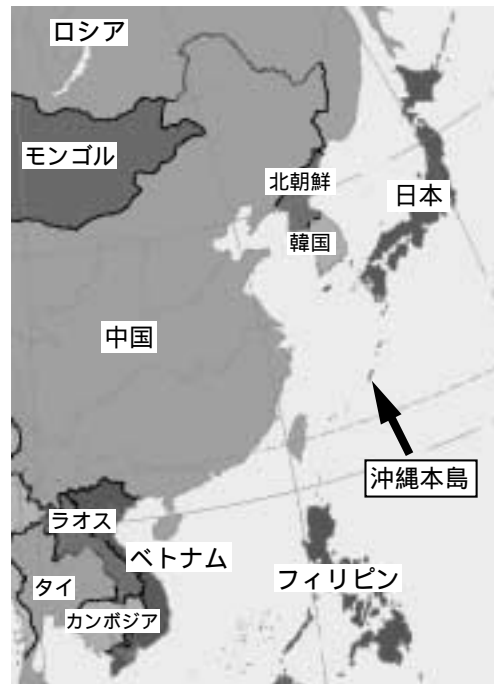 ロシア
モンゴル
北朝鮮
日本
韓国
中国
沖縄本島
ラオス
ベトナム
フィリピン
タイ
カンボジア